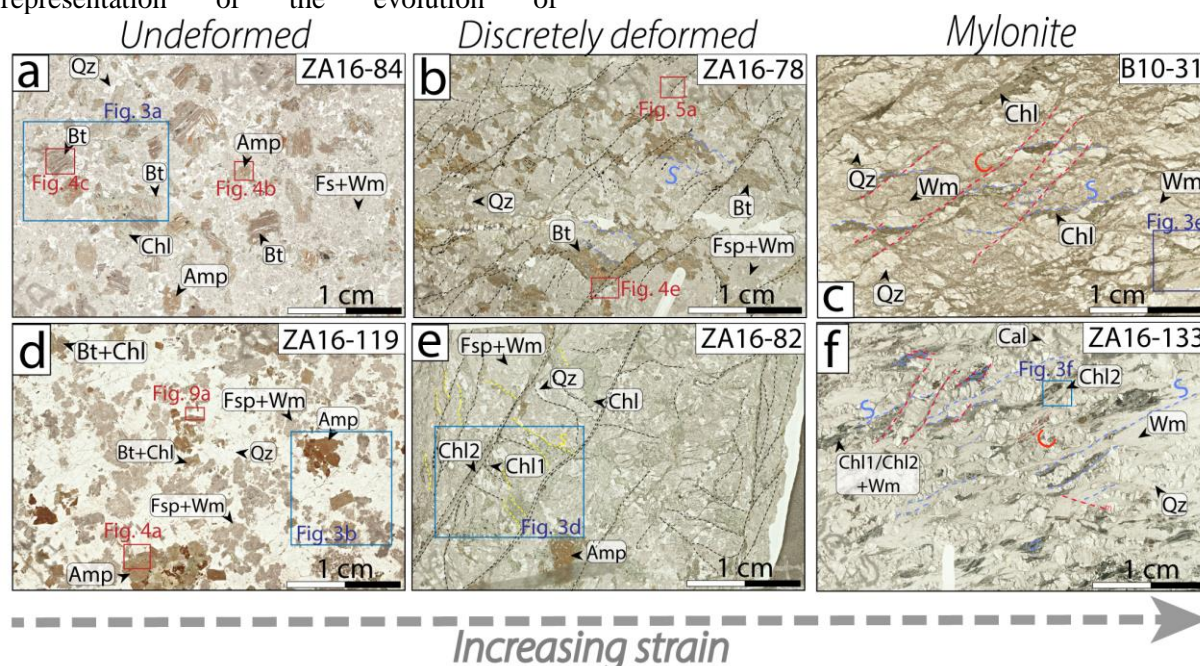 representation of the evolution of
Undeformed
Discretely deformed
Mylonite
a
ZA16-84
Qz
Fig. 3a
Bt
Fig. 4c
Bt
Amp
Fig. 4b
Fs+Wm
Chl
Bt
Amp
1 cm
b
ZA16-78
Fig. 5a
S
Qz
Bt
Bt
Fsp+Wm
Fig. 4e
1 cm
B10-31
Chl
C
Qz
Wm
S
Wm
Chl
Fig. 3e
Qz
c
1 cm
d
ZA16-119
Bt+Chl
Fig. 9a
Fsp+Wm
Amp
Bt+Chl
Qz
Fsp+Wm
Fig. 4a
Fig. 3b
Amp
1 cm
e
ZA16-82
Fsp+Wm
Qz
Chl
Chl2
Chl1
Fig. 3d
Amp
1 cm
f
ZA16-133
Cal
Fig. 3f
Chl2
S
S
Wm
C
Chl1/Chl2
+Wm
Qz
1 cm
Increasing strain